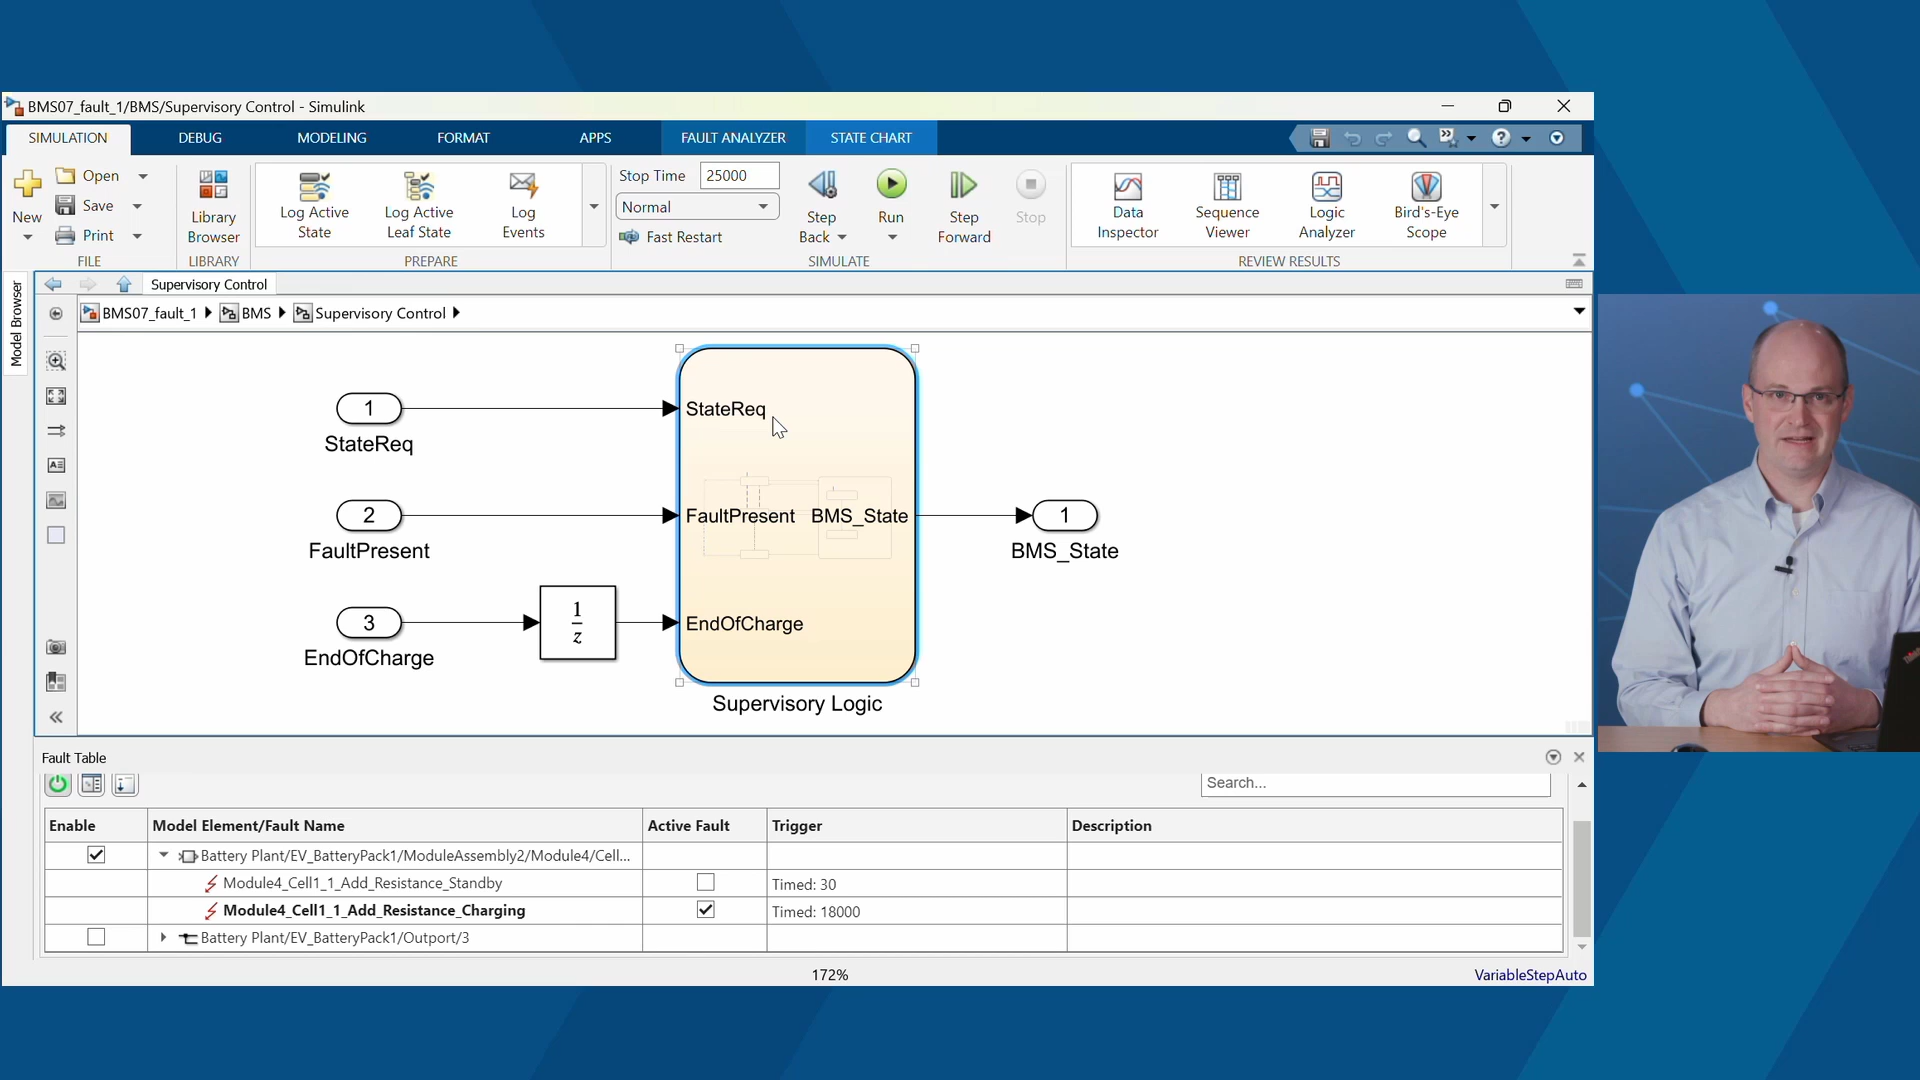 BMS07_fault_1/BMS/Supervisory Control - Simulink
SIMULATION
DEBUG
MODELING
FORMAT
APPS
FAULT ANALYZER
STATE CHART
New
Open
Save
Print
FILE
Library
Browser
LIBRARY
Log Active
State
Log Active
Leaf State
Log
Events
PREPARE
Stop Time
25000
Normal
Fast Restart
Step
Back
Run
Step
Forward
Stop
SIMULATE
Data
Inspector
Sequence
Viewer
Logic
Analyzer
Bird's-Eye
Scope
REVIEW RESULTS
Model Browser
Supervisory Control
BMS07_fault_1
BMS
Supervisory Control
1
StateReq
2
FaultPresent
3
EndOfCharge
1
z
StateReq
FaultPresent
BMS_State
EndOfCharge
Supervisory Logic
1
BMS_State
Fault Table
Search...
Enable
Model Element/Fault Name
Active Fault
Trigger
Description
Battery Plant/EV_BatteryPack1/ModuleAssembly2/Module4/Cell...
Module4_Cell1_1_Add_Resistance_Standby
Timed: 30
Module4_Cell1_1_Add_Resistance_Charging
Timed: 18000
Battery Plant/EV_BatteryPack1/Outport/3
172%
VariableStepAuto